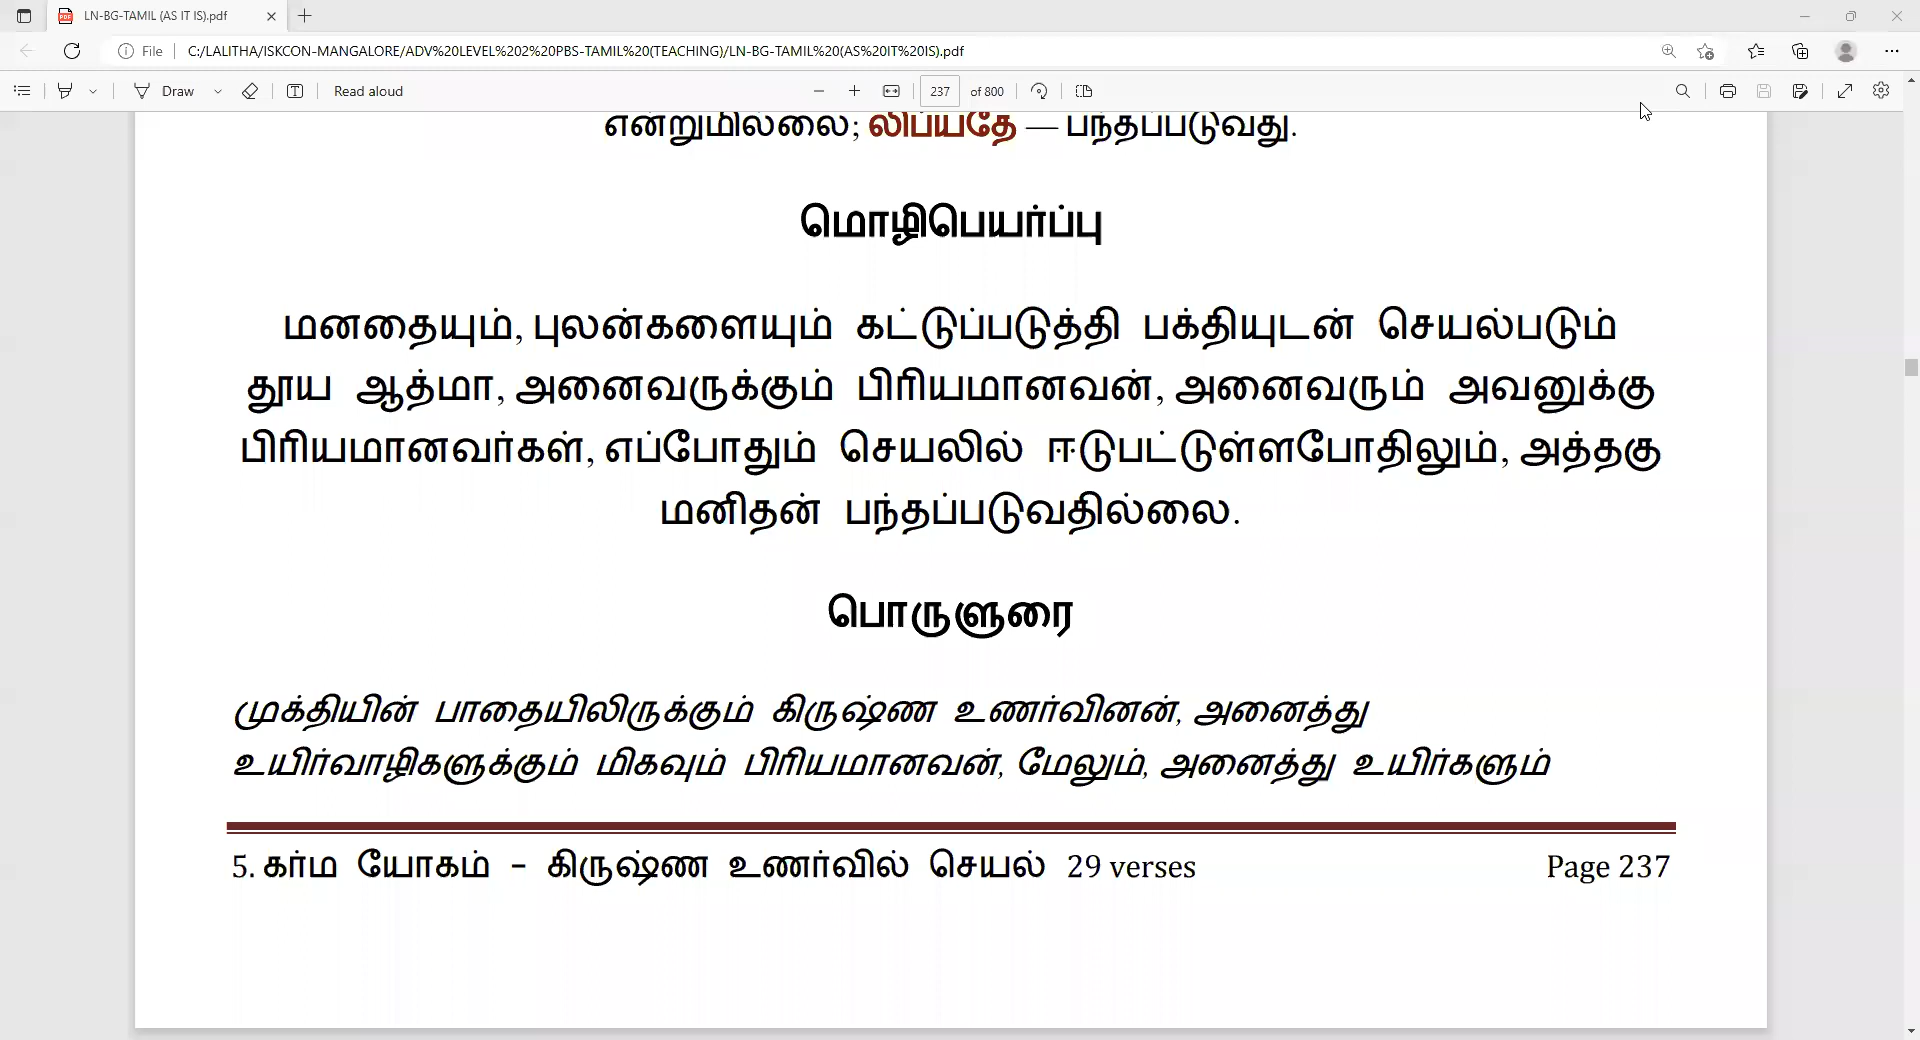 LN-BG-TAMIL (AS IT IS).pdf
File C:/LALITHA/ISKCON-MANGALORE/ADV%20LEVEL%202%20PBS-TAMIL%20(TEACHING)/LN-BG-TAMIL%20(AS%20IT%20IS).pdf
Draw Read aloud 237 of 800
என்றுமில்லை; லிப்யதே — பந்தப்படுவது.
மொழிபெயர்ப்பு
மனதையும், புலன்களையும் கட்டுப்படுத்தி பக்தியுடன் செயல்படும்
தூய ஆத்மா, அனைவருக்கும் பிரியமானவன், அனைவரும் அவனுக்கு
பிரியமானவர்கள், எப்போதும் செயலில் ஈடுபட்டுள்ளபோதிலும், அத்தகு
மனிதன் பந்தப்படுவதில்லை.
பொருளுரை
முக்தியின் பாதையிலிருக்கும் கிருஷ்ண உணர்வினன், அனைத்து
உயிர்வாழிகளுக்கும் மிகவும் பிரியமானவன், மேலும், அனைத்து உயிர்களும்
5. கர்ம யோகம் - கிருஷ்ண உணர்வில் செயல் 29 verses Page 237